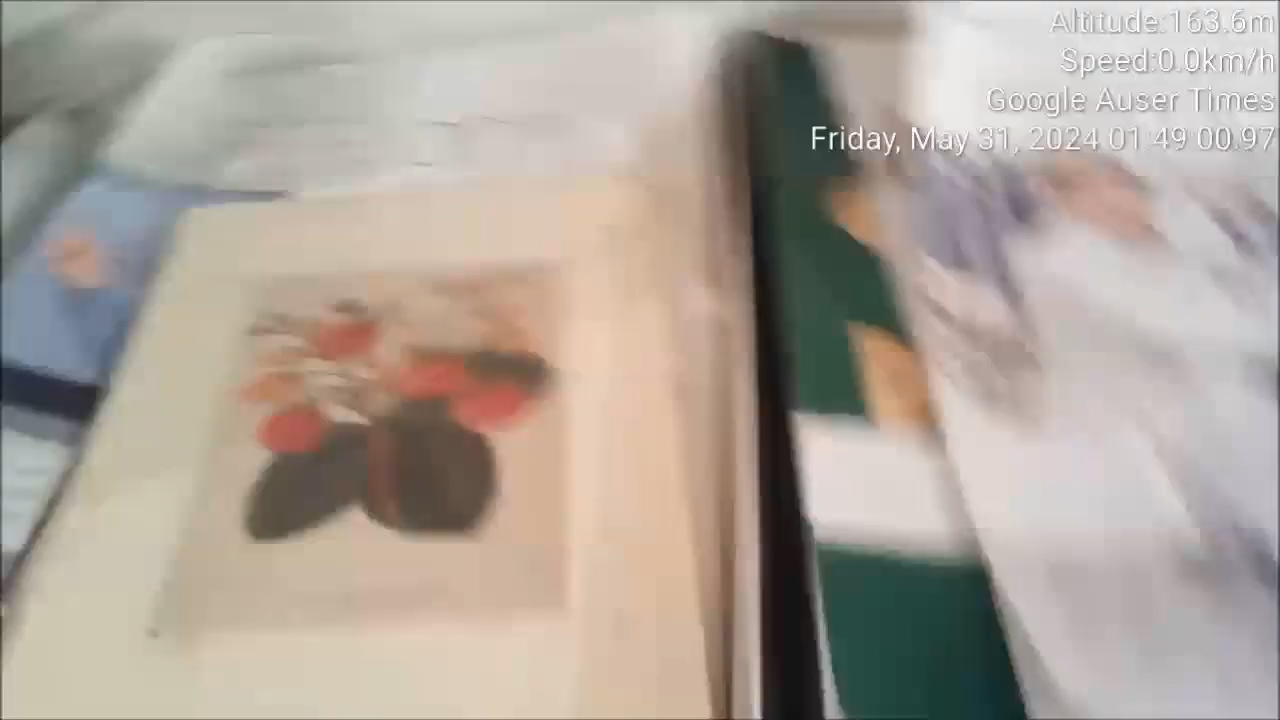 Altitude:163.6m
Speed:0.0km/h
Google Auser Times
Friday, May 31, 2024 01 49 00.97